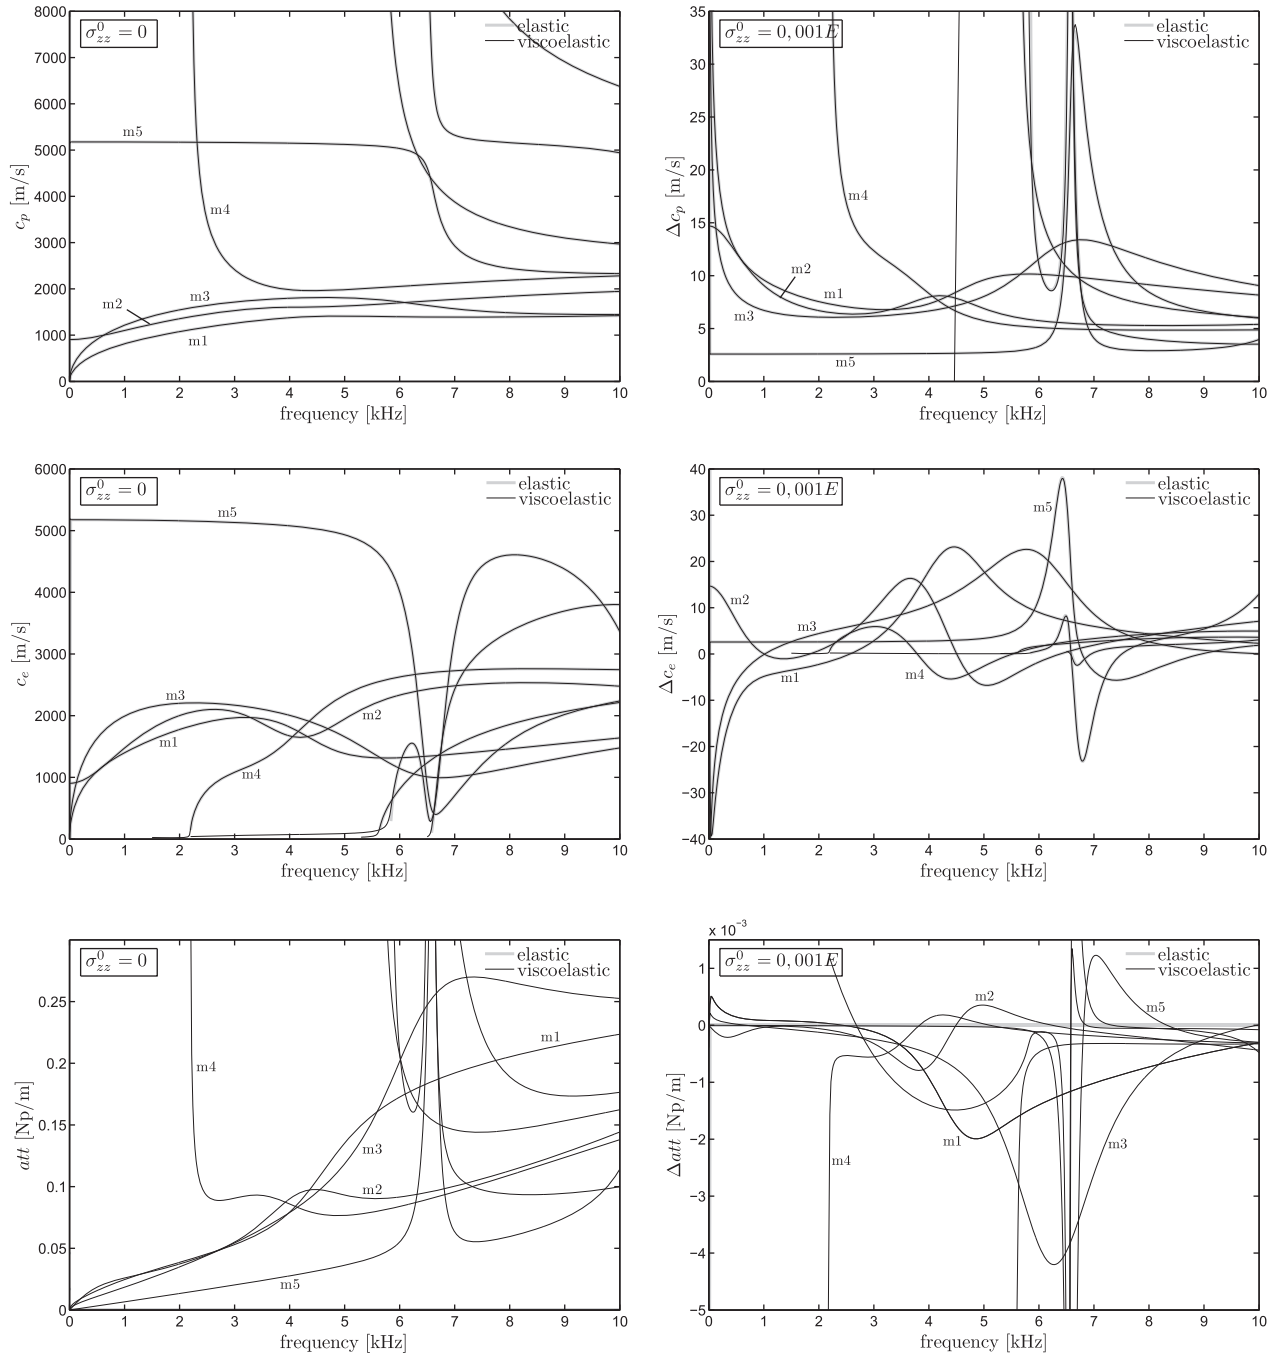 σ⁰zz = 0
elastic
viscoelastic
8000
7000
6000
5000
4000
3000
2000
1000
0
cp [m/s]
m5
m4
m3
m2
m1
0 1 2 3 4 5 6 7 8 9 10
frequency [kHz]
σ⁰zz = 0,001E
elastic
viscoelastic
35
30
25
20
15
10
5
0
Δcp [m/s]
m4
m2
m1
m3
m5
0 1 2 3 4 5 6 7 8 9 10
frequency [kHz]
σ⁰zz = 0
elastic
viscoelastic
6000
5000
4000
3000
2000
1000
0
ce [m/s]
m5
m3
m2
m1
m4
0 1 2 3 4 5 6 7 8 9 10
frequency [kHz]
σ⁰zz = 0,001E
elastic
viscoelastic
40
30
20
10
0
−10
−20
−30
−40
Δce [m/s]
m5
m2
m3
m4
m1
0 1 2 3 4 5 6 7 8 9 10
frequency [kHz]
σ⁰zz = 0
elastic
viscoelastic
0.25
0.2
0.15
0.1
0.05
0
att [Np/m]
m1
m4
m3
m2
m5
0 1 2 3 4 5 6 7 8 9 10
frequency [kHz]
x 10⁻³
σ⁰zz = 0,001E
elastic
viscoelastic
1
0
−1
−2
−3
−4
−5
Δatt [Np/m]
m2
m5
m1
m3
m4
0 1 2 3 4 5 6 7 8 9 10
frequency [kHz]